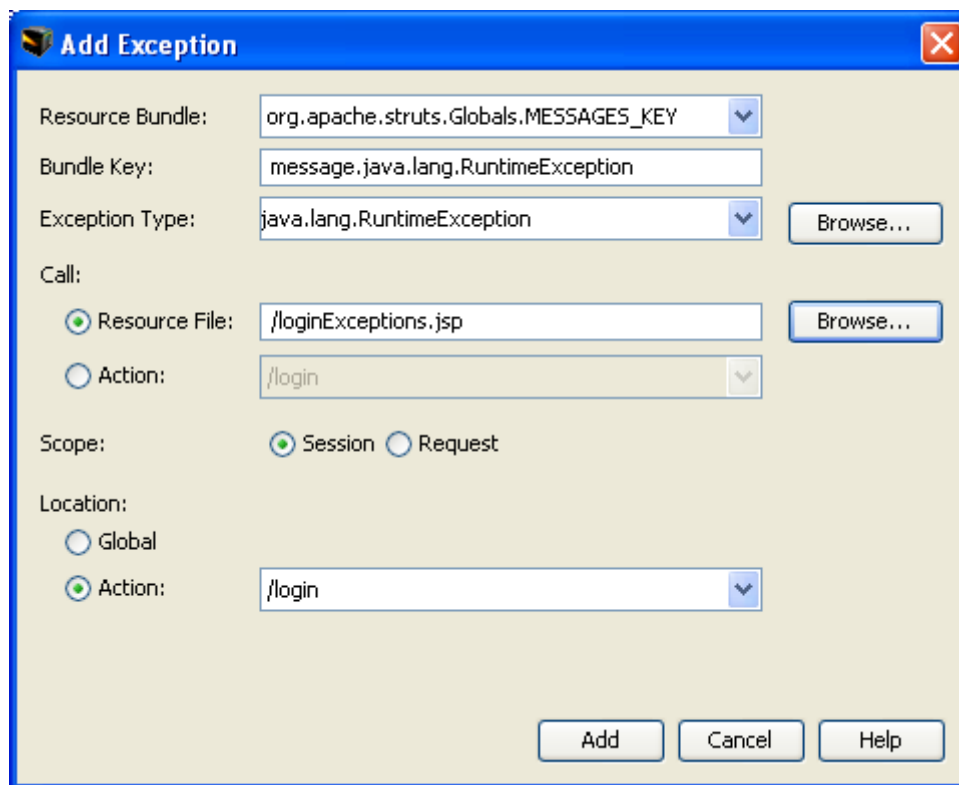 Add Exception
Resource Bundle: org.apache.struts.Globals.MESSAGES_KEY
Bundle Key: message.java.lang.RuntimeException
Exception Type: java.lang.RuntimeException Browse...
Call:
Resource File: /loginExceptions.jsp Browse...
Action: /login
Scope: Session Request
Location:
Global
Action: /login
Add Cancel Help